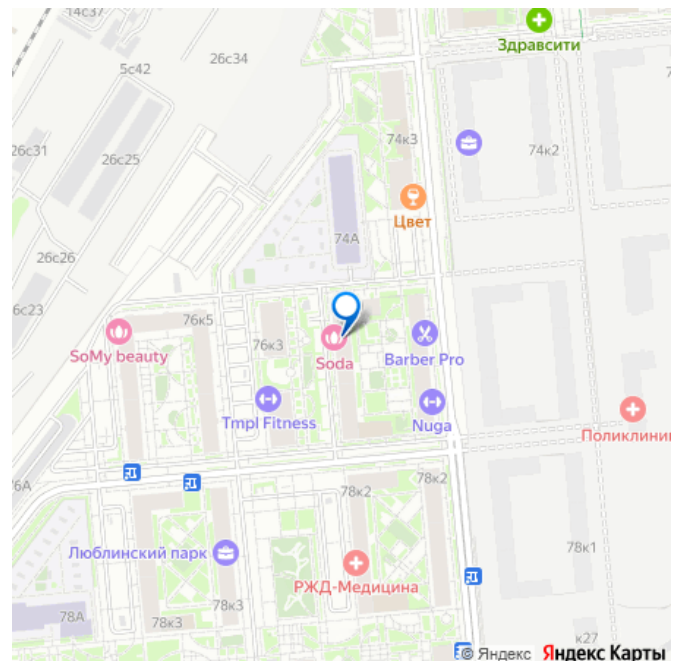 14с37
Здравсити
5с42
26с34
26с31
26с25
74к3
74к2
Цвет
74А
26с26
6с23
76к5
76к3
SoMy beauty
Soda
Barber Pro
Tmpl Fitness
Nuga
Поликлини
6А
78к2
78к2
Люблинский парк
78к1
РЖД-Медицина
78А
78к3
78к3
к27
© Яндекс Яндекс Карты